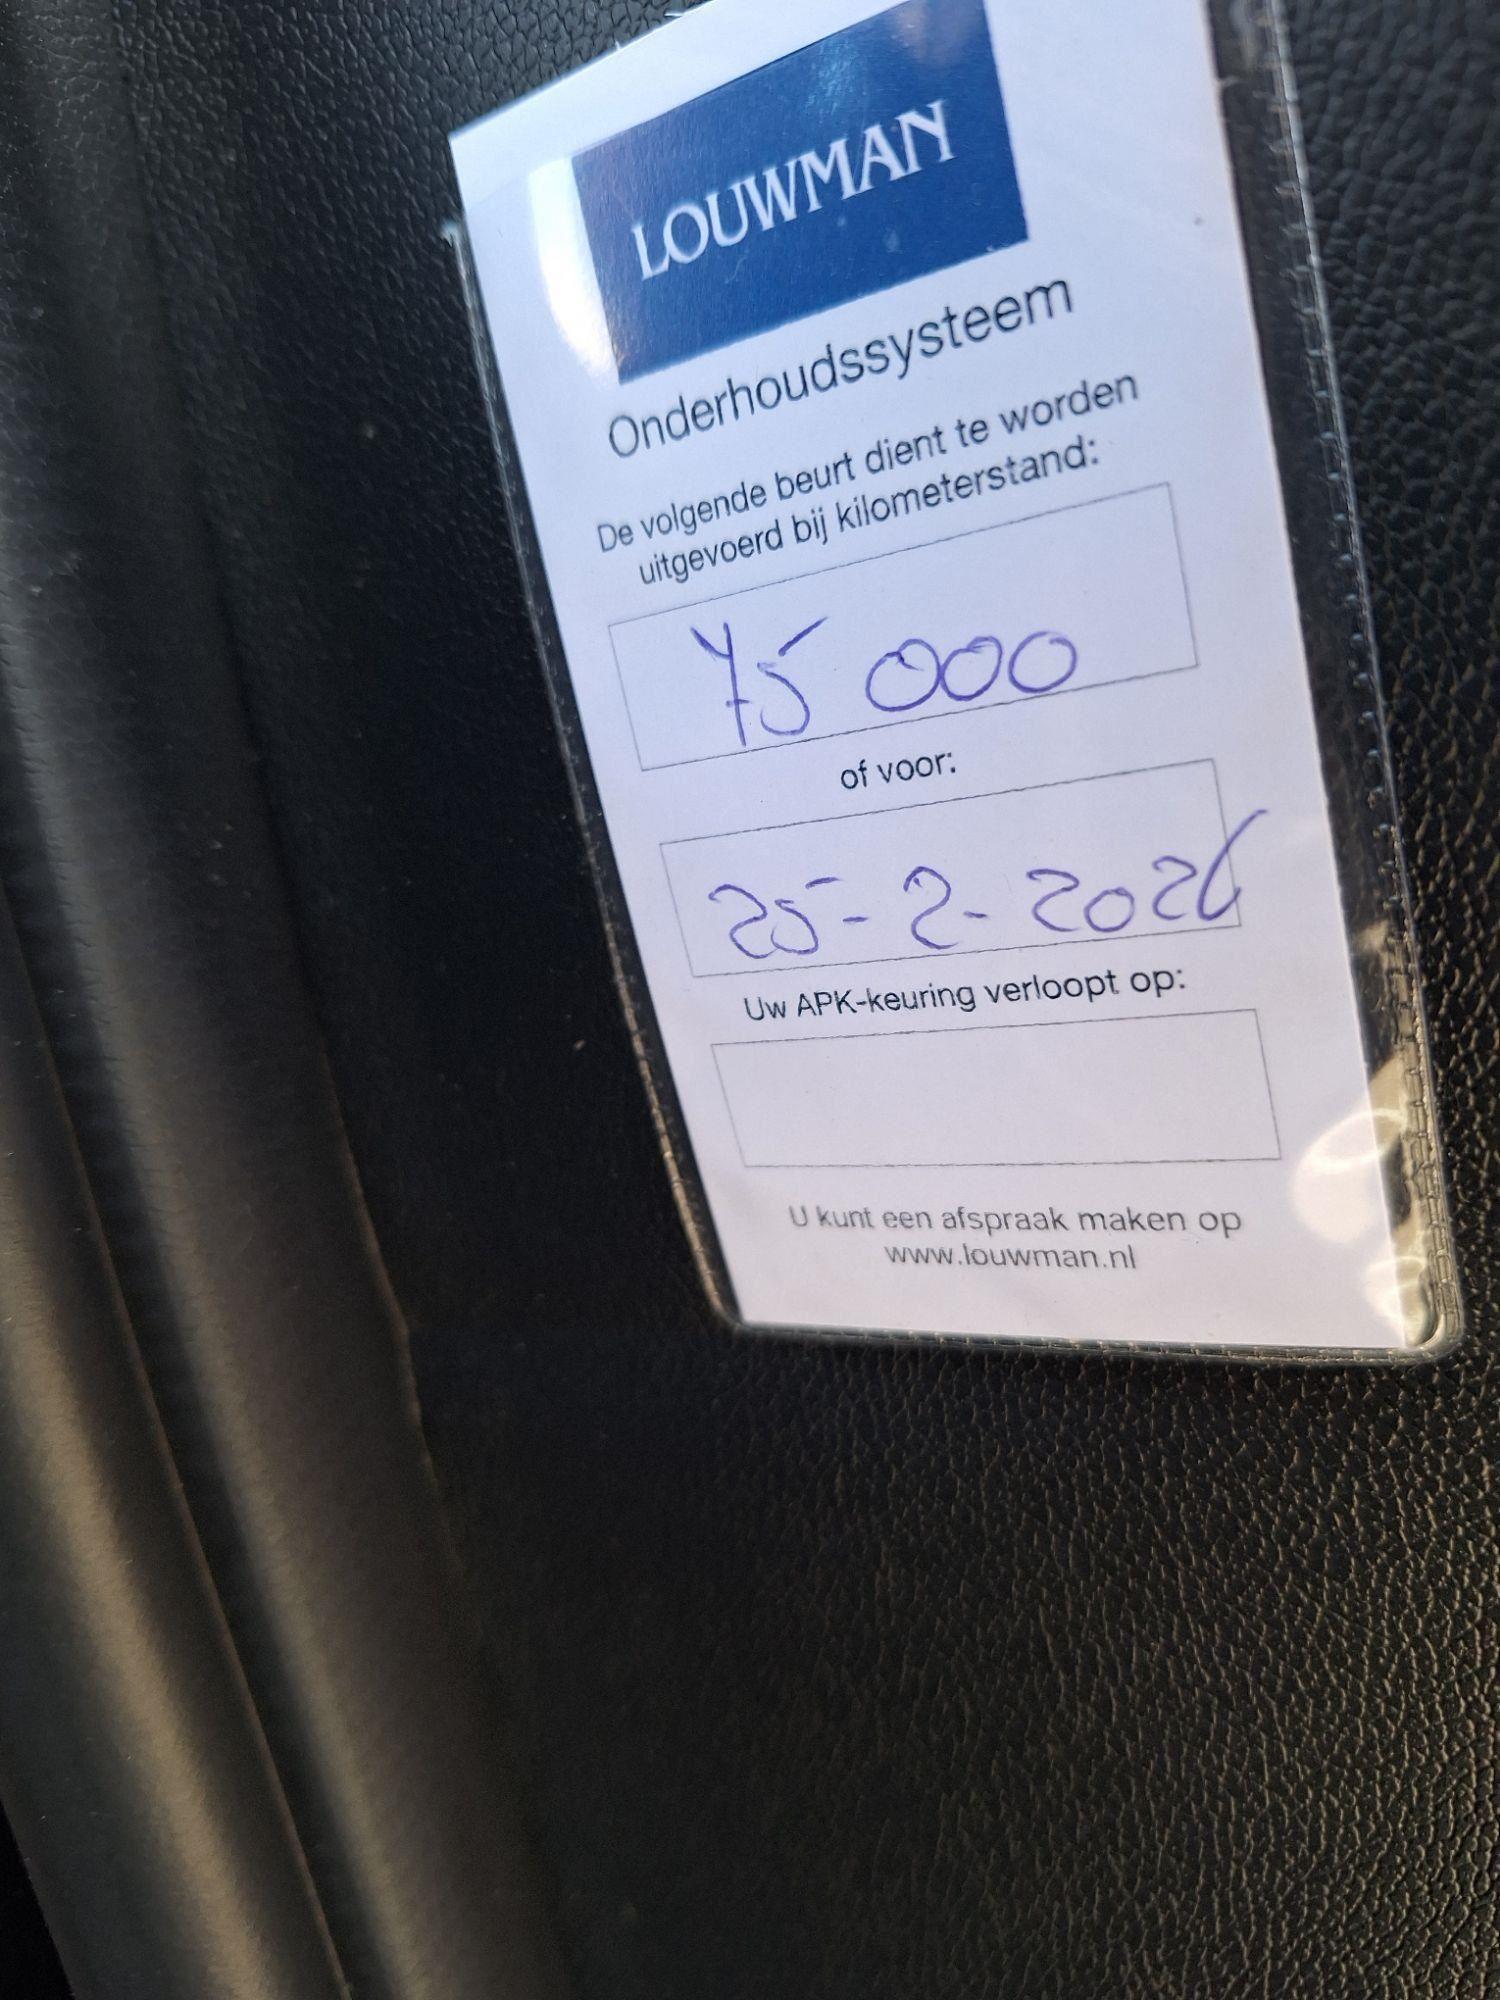 LOUWMAN
Onderhoudssysteem
De volgende beurt dient te worden
uitgevoerd bij kilometerstand:
75 000
of voor:
25-2-2026
Uw APK-keuring verloopt op:
U kunt een afspraak maken op
www.louwman.nl